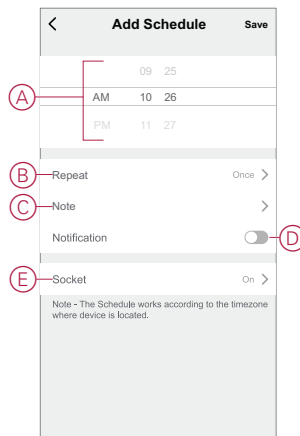 Add Schedule Save
09 25
A AM 10 26
PM 11 27
B Repeat Once
C Note
Notification D
E Socket On
Note - The Schedule works according to the timezone
where device is located.